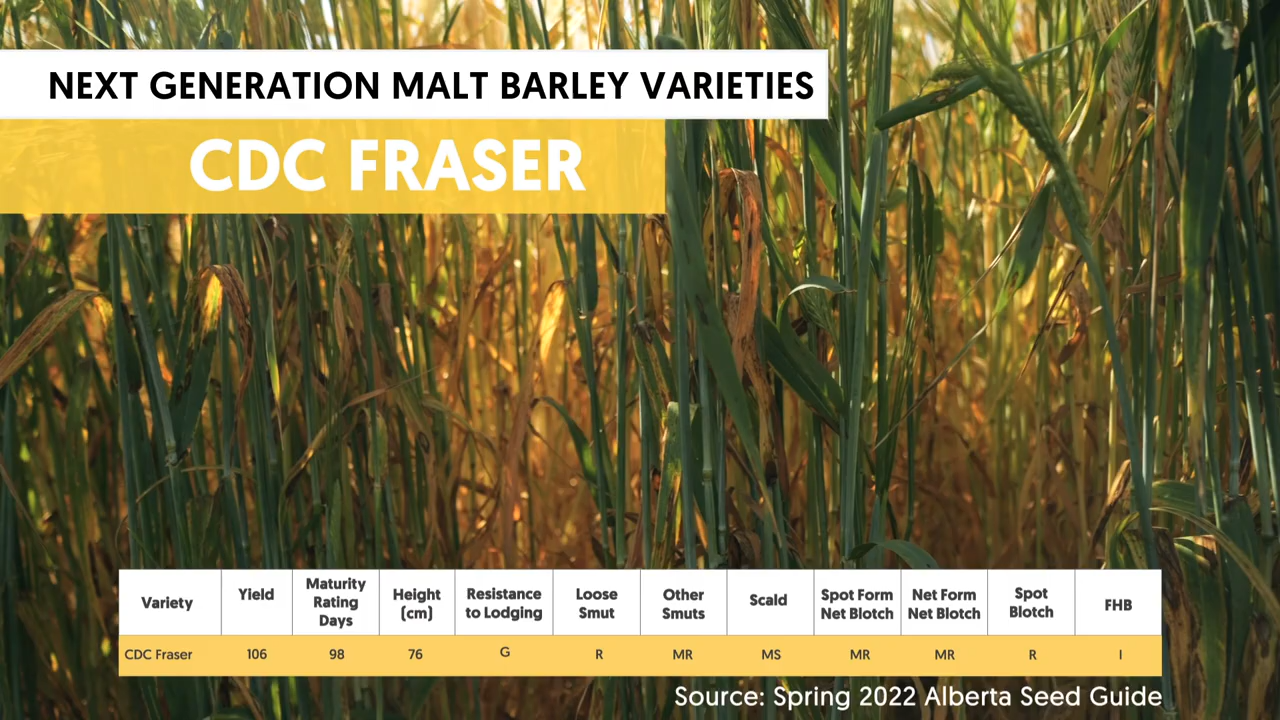 NEXT GENERATION MALT BARLEY VARIETIES
CDC FRASER
Variety Yield Maturity Rating Days Height (cm) Resistance to Lodging Loose Smut Other Smuts Scald Spot Form Net Blotch Net Form Net Blotch Spot Blotch FHB
CDC Fraser 106 98 76 G R MR MS MR MR R I
Source: Spring 2022 Alberta Seed Guide